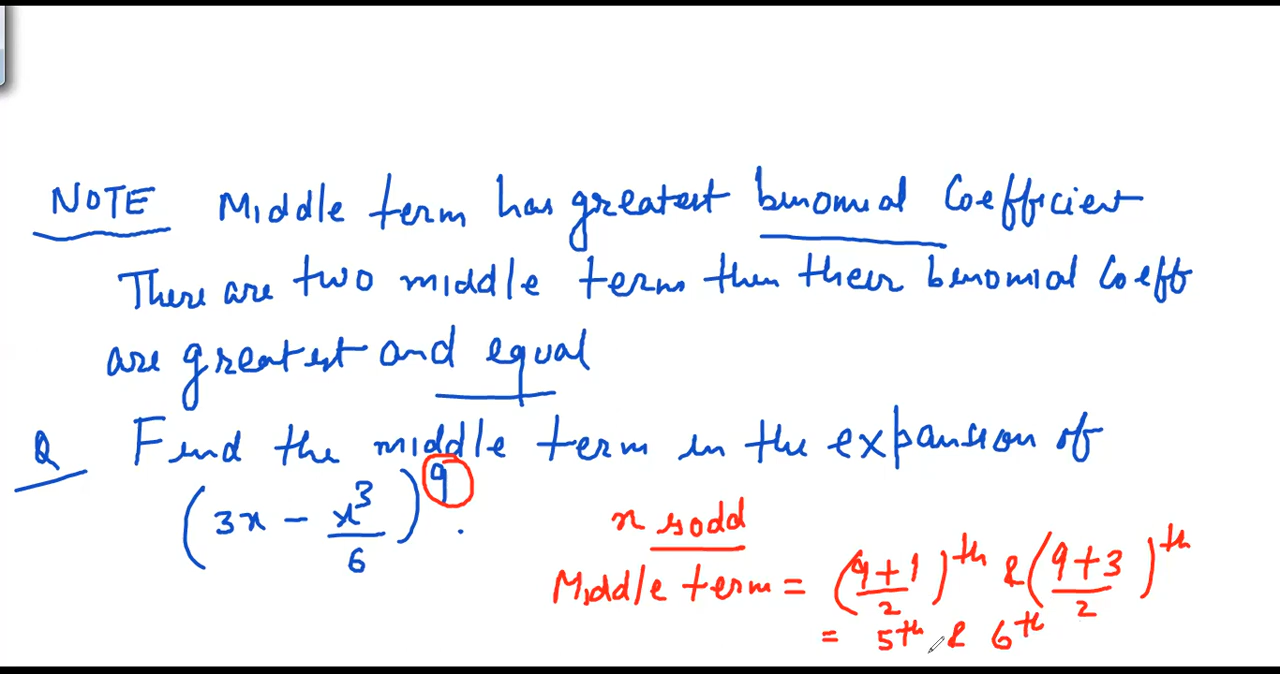 NOTE Middle term has greatest binomial Coefficient
There are two middle terms then their binomial Coeff
are greatest and equal
Q Find the middle term in the expansion of
(3x - x³/6)⁹.
n is odd
Middle term = (9+1/2)th & (9+3/2)th
= 5th & 6th